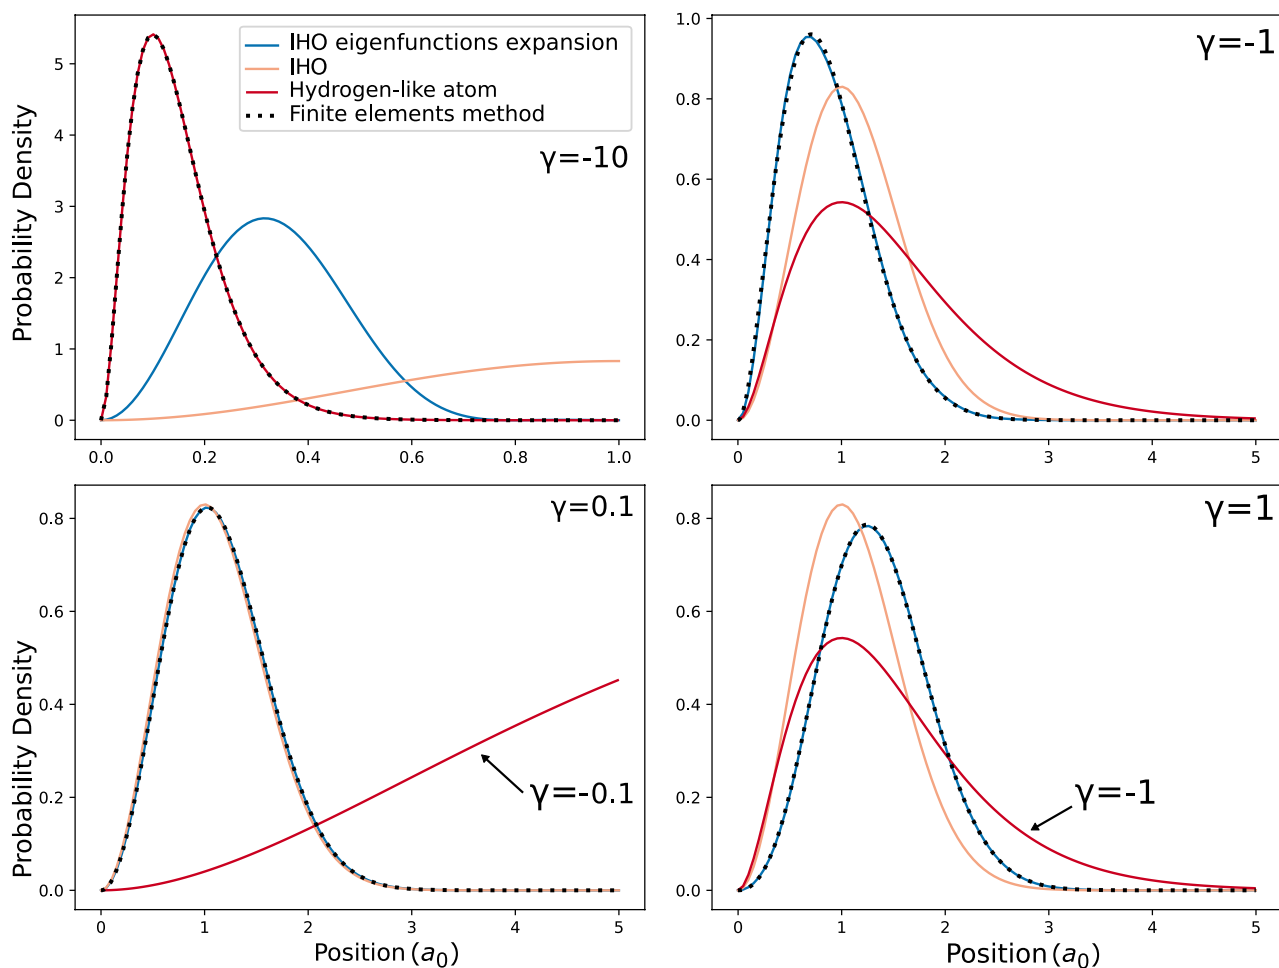 IHO eigenfunctions expansion
IHO
Hydrogen-like atom
Finite elements method
γ=-10
Probability Density
5
4
3
2
1
0
0.0 0.2 0.4 0.6 0.8 1.0
γ=-1
1.0
0.8
0.6
0.4
0.2
0.0
0 1 2 3 4 5
γ=0.1
Probability Density
0.8
0.6
0.4
0.2
0.0
γ=-0.1
0 1 2 3 4 5
Position (a₀)
γ=1
0.8
0.6
0.4
0.2
0.0
γ=-1
0 1 2 3 4 5
Position (a₀)